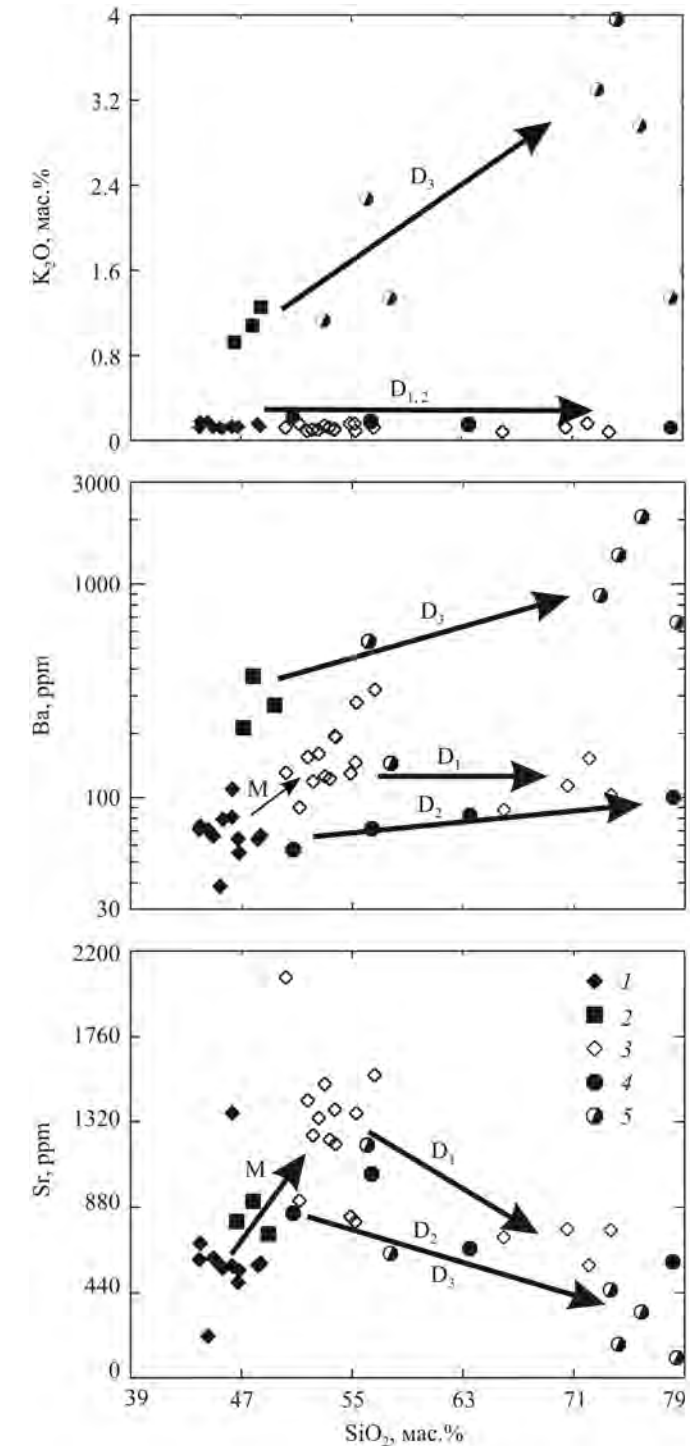 4
3.2
2.4
1.6
0.8
0
K₂O, мас.%
D₃
D₁,₂
3000
1000
100
30
Ba, ppm
D₃
D₁
M
D₂
2200
1760
1320
880
440
0
Sr, ppm
1
2
3
4
5
D₁
M
D₂
D₃
39 47 55 63 71 79
SiO₂, мас.%